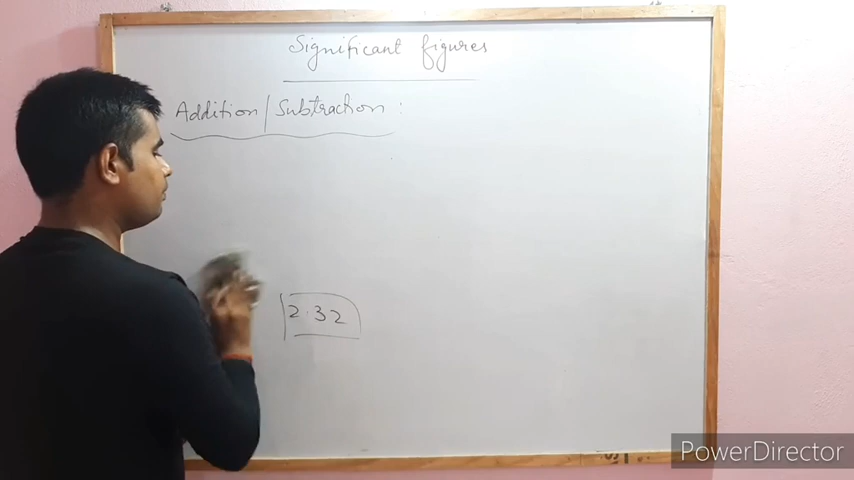 Significant figures
Addition | Subtraction :
2.32
PowerDirector